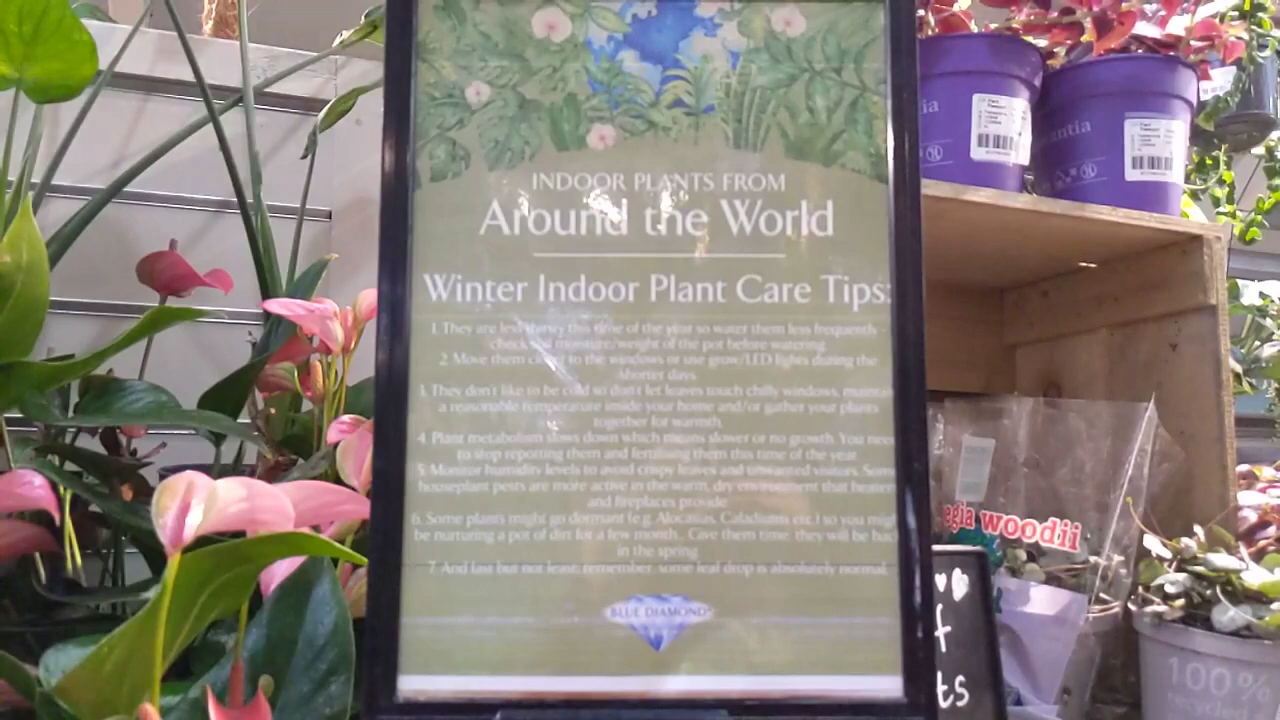 INDOOR PLANTS FROM
Around the World
Winter Indoor Plant Care Tips:
1. They are less thirsty this time of the year so water them less frequently -
check soil moisture/weight of the pot before watering.
2. Move them closer to the windows or use grow/LED lights during the
shorter days.
3. They don't like to be cold so don't let leaves touch chilly windows, maintain
a reasonable temperature inside your home and/or gather your plants
together for warmth.
4. Plant metabolism slows down which means slower or no growth. You need
to stop repotting them and fertilising them this time of the year.
5. Monitor humidity levels to avoid crispy leaves and unwanted visitors. Some
houseplant pests are more active in the warm, dry environment that heaters
and fireplaces provide.
6. Some plants might go dormant (e.g. Alocasias, Caladiums etc.) so you might
be nurturing a pot of dirt for a few month.. Give them time, they will be back
in the spring.
7. And last but not least, remember, some leaf drop is absolutely normal.
BLUE DIAMOND
ia
antia
egia woodii
f
ts
100%
recycled